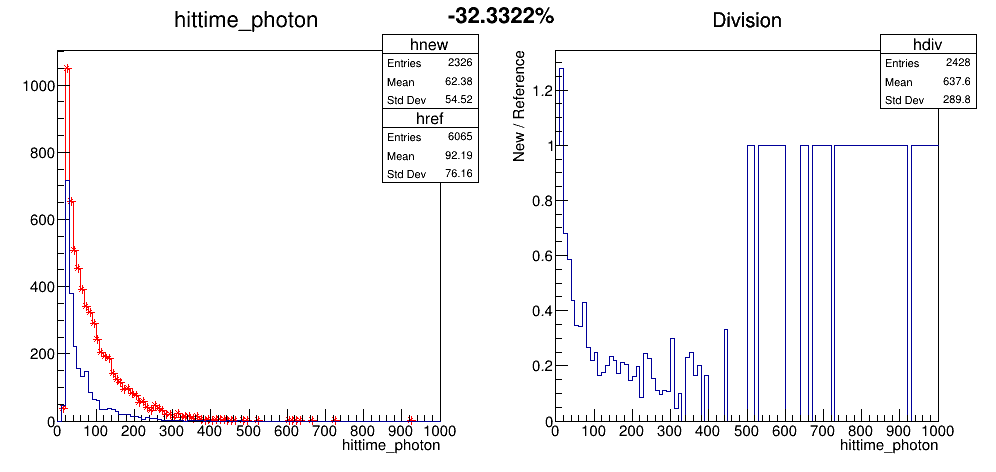 -32.3322%
hittime_photon
hnew
Entries 2326
Mean 62.38
Std Dev 54.52
href
Entries 6065
Mean 92.19
Std Dev 76.16
1000
800
600
400
200
0
0 100 200 300 400 500 600 700 800 900 1000
hittime_photon
Division
hdiv
Entries 2428
Mean 637.6
Std Dev 289.8
New / Reference
1.2
1
0.8
0.6
0.4
0.2
0
0 100 200 300 400 500 600 700 800 900 1000
hittime_photon